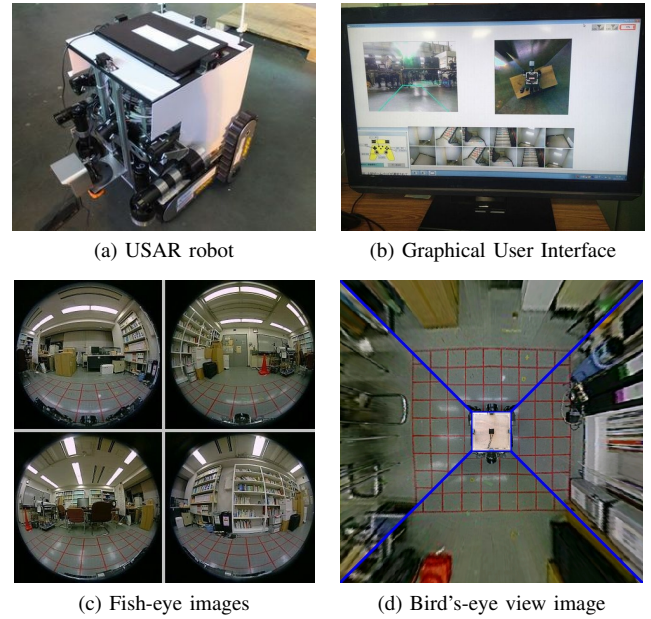 (a) USAR robot
(b) Graphical User Interface
(c) Fish-eye images
(d) Bird's-eye view image